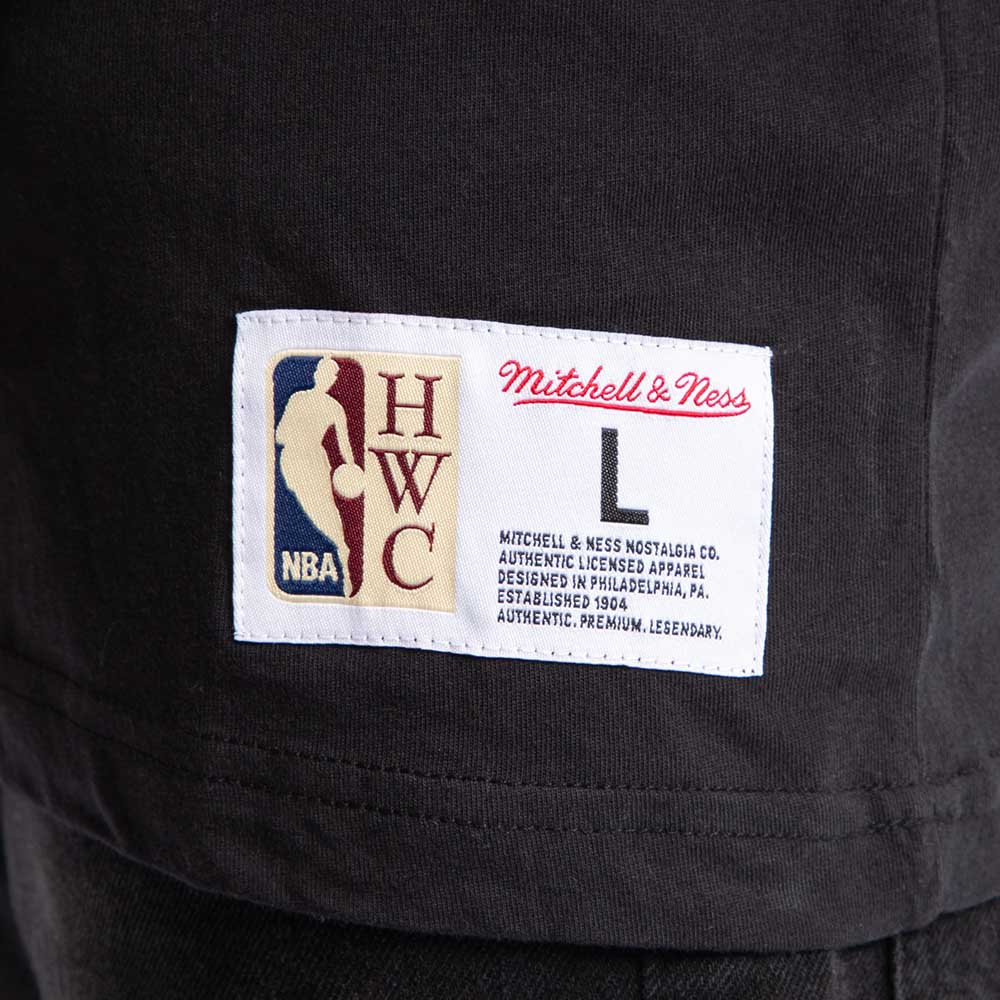 NBA
H
W
C
Mitchell & Ness
L
MITCHELL & NESS NOSTALGIA CO.
AUTHENTIC LICENSED APPAREL
DESIGNED IN PHILADELPHIA, PA.
ESTABLISHED 1904
AUTHENTIC. PREMIUM. LEGENDARY.